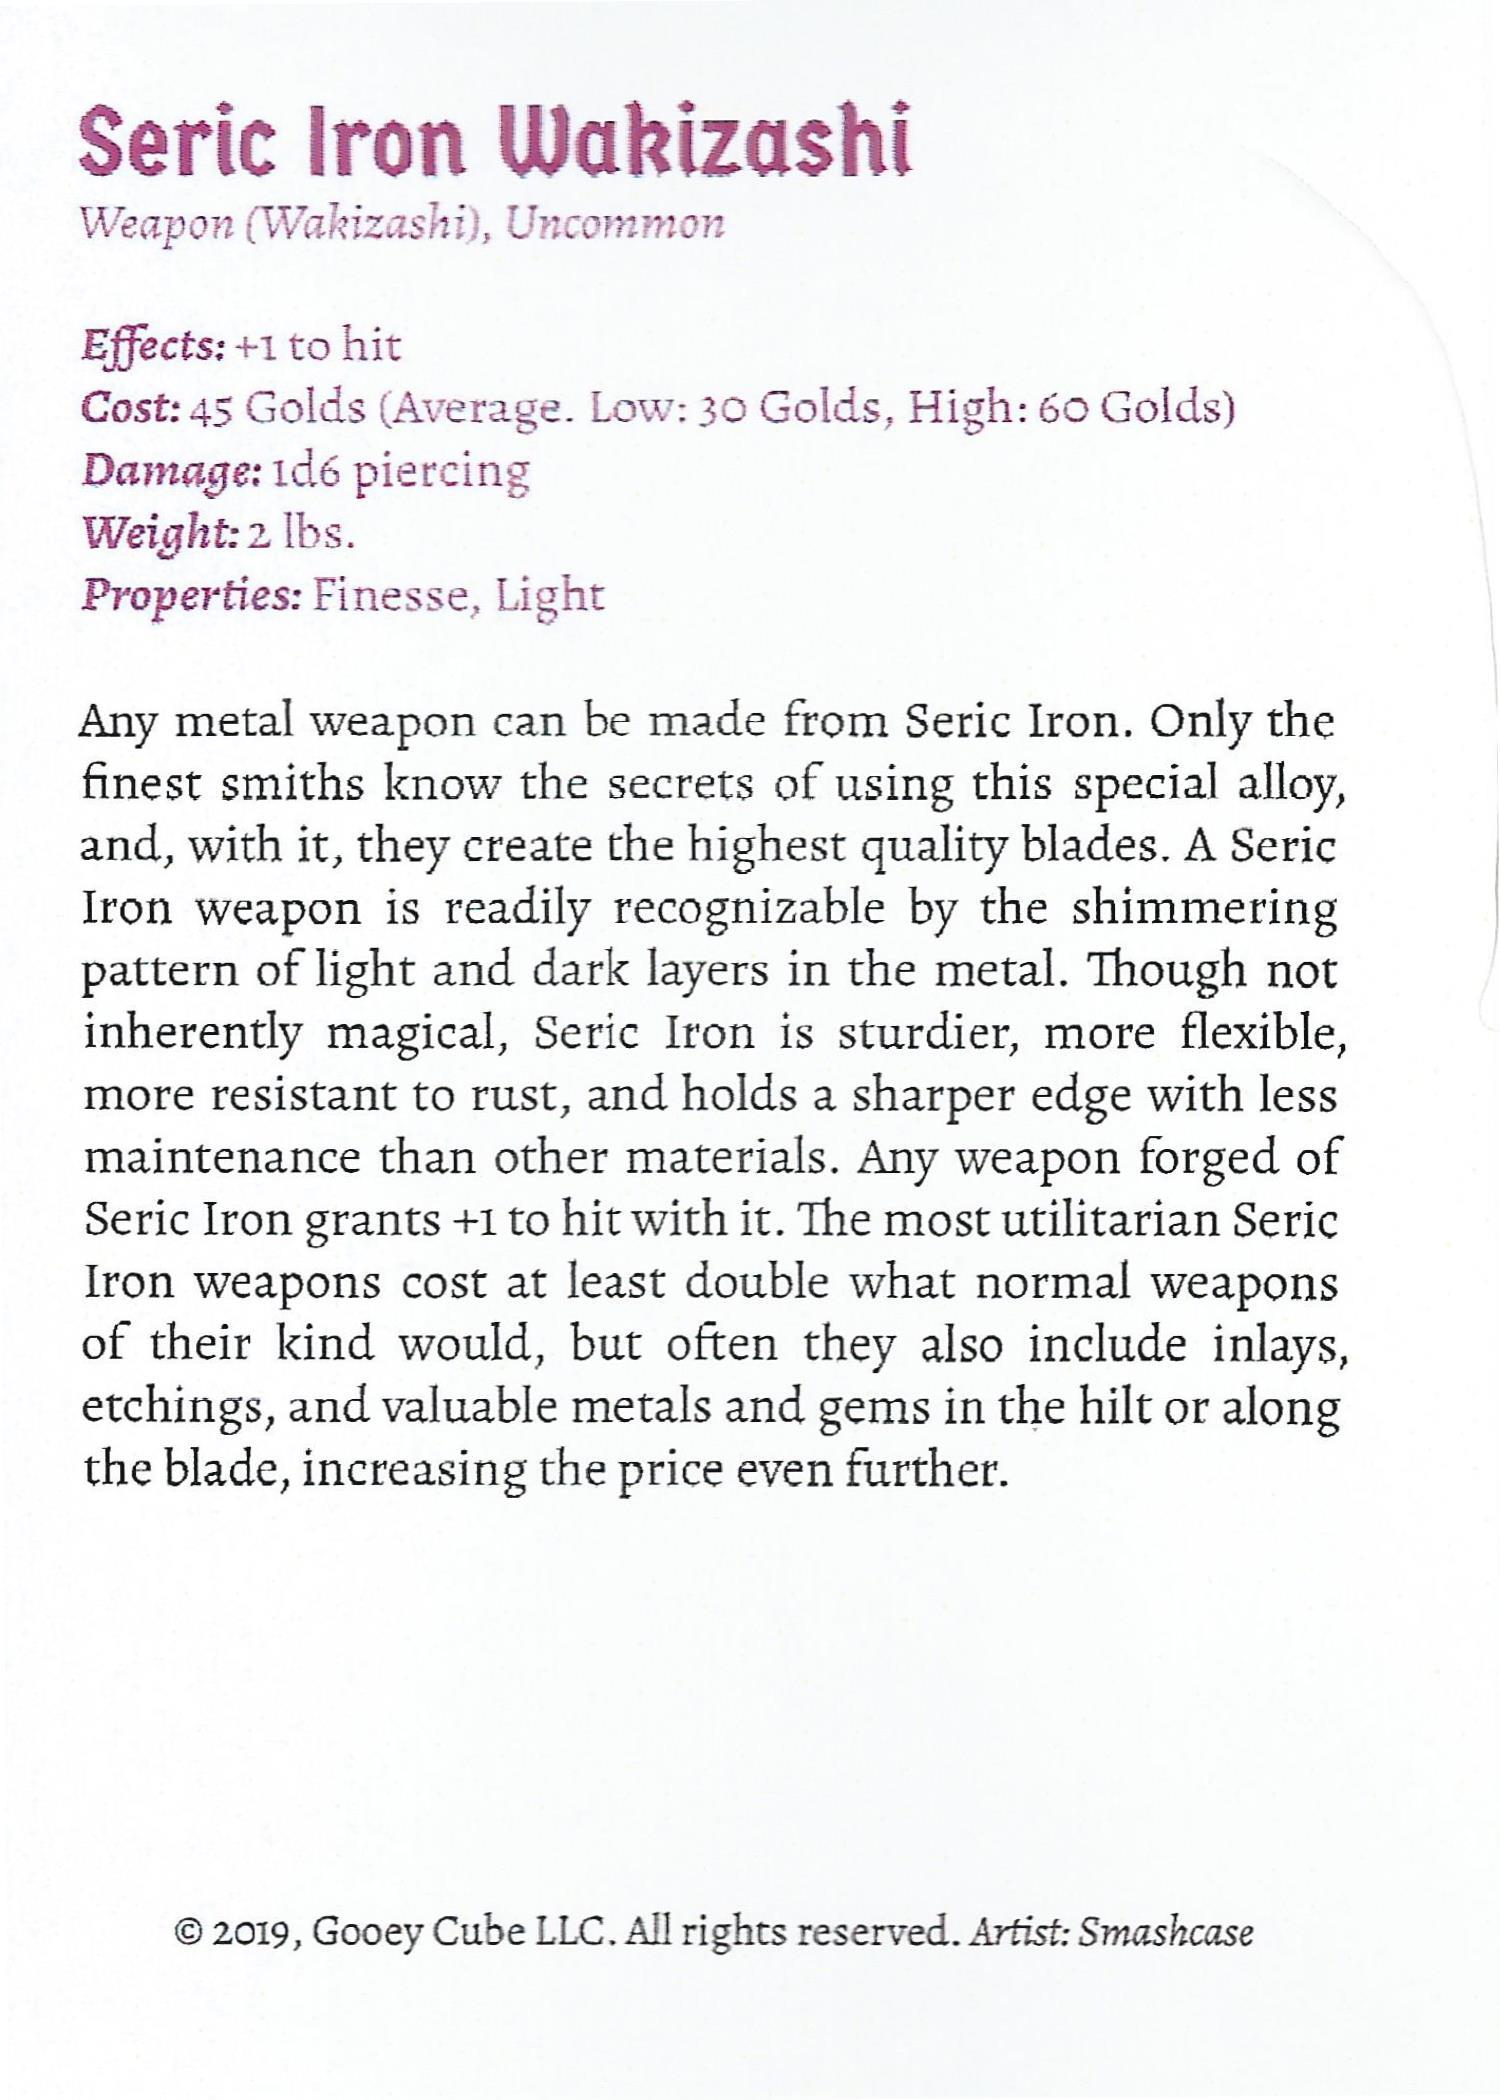 Seric Iron Wakizashi
Weapon (Wakizashi), Uncommon
Effects: +1 to hit
Cost: 45 Golds (Average. Low: 30 Golds, High: 60 Golds)
Damage: 1d6 piercing
Weight: 2 lbs.
Properties: Finesse, Light
Any metal weapon can be made from Seric Iron. Only the
finest smiths know the secrets of using this special alloy,
and, with it, they create the highest quality blades. A Seric
Iron weapon is readily recognizable by the shimmering
pattern of light and dark layers in the metal. Though not
inherently magical, Seric Iron is sturdier, more flexible,
more resistant to rust, and holds a sharper edge with less
maintenance than other materials. Any weapon forged of
Seric Iron grants +1 to hit with it. The most utilitarian Seric
Iron weapons cost at least double what normal weapons
of their kind would, but often they also include inlays,
etchings, and valuable metals and gems in the hilt or along
the blade, increasing the price even further.
© 2019, Gooey Cube LLC. All rights reserved. Artist: Smashcase